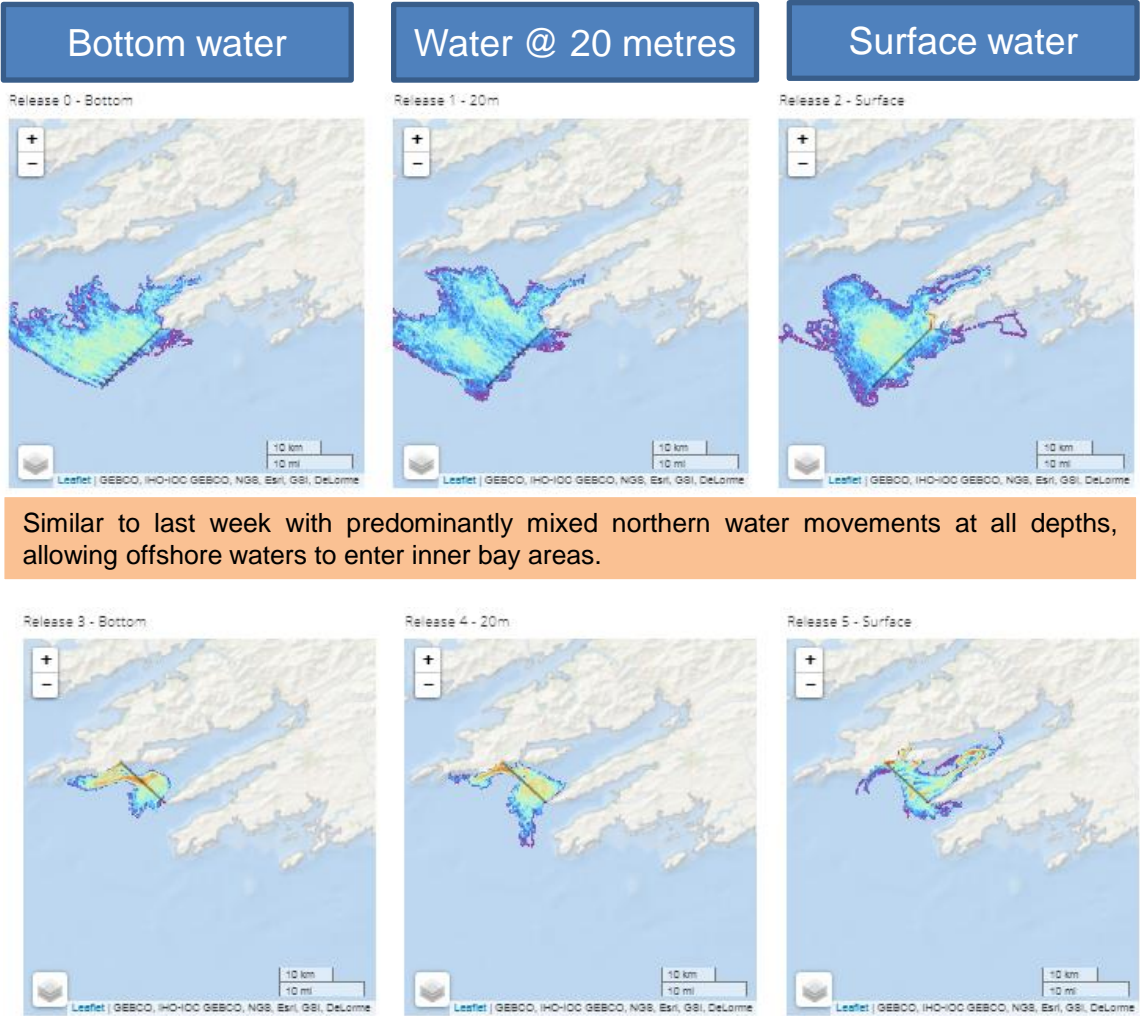 Bottom water
Water @ 20 metres
Surface water
Release 0 - Bottom
Release 1 - 20m
Release 2 - Surface
+
−
+
−
+
−
10 km
10 mi
10 km
10 mi
10 km
10 mi
Leaflet | GEBCO, IHO-IOC GEBCO, NGS, Esri, GSI, DeLorme
Leaflet | GEBCO, IHO-IOC GEBCO, NGS, Esri, GSI, DeLorme
Leaflet | GEBCO, IHO-IOC GEBCO, NGS, Esri, GSI, DeLorme
Similar to last week with predominantly mixed northern water movements at all depths,
allowing offshore waters to enter inner bay areas.
Release 3 - Bottom
Release 4 - 20m
Release 5 - Surface
+
−
+
−
+
−
10 km
10 mi
10 km
10 mi
10 km
10 mi
Leaflet | GEBCO, IHO-IOC GEBCO, NGS, Esri, GSI, DeLorme
Leaflet | GEBCO, IHO-IOC GEBCO, NGS, Esri, GSI, DeLorme
Leaflet | GEBCO, IHO-IOC GEBCO, NGS, Esri, GSI, DeLorme